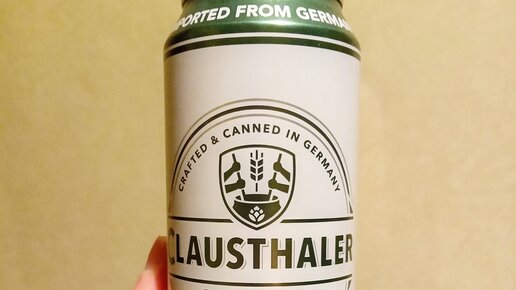 PORTED FROM GERMAN
CRAFTED & CANNED IN GERMANY
CLAUSTHALER